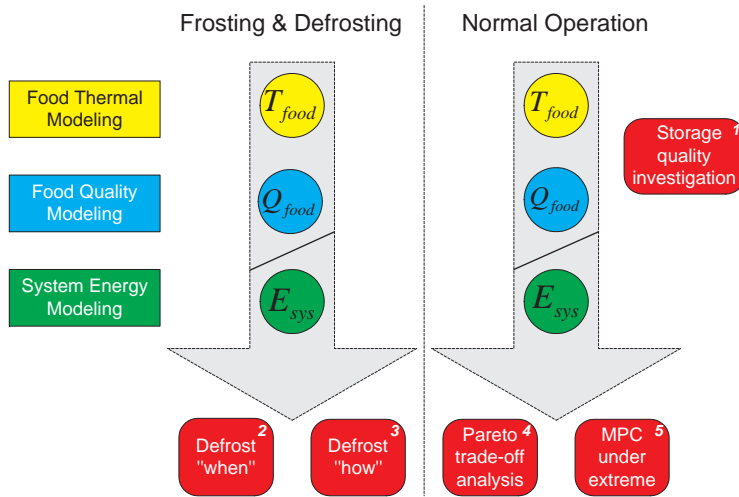 Frosting & Defrosting
Normal Operation
Food Thermal
Modeling
T food
T food
Storage 1
quality
investigation
Food Quality
Modeling
Q food
Q food
System Energy
Modeling
E sys
E sys
Defrost 2
"when"
Defrost 3
"how"
Pareto 4
trade-off
analysis
MPC 5
under
extreme